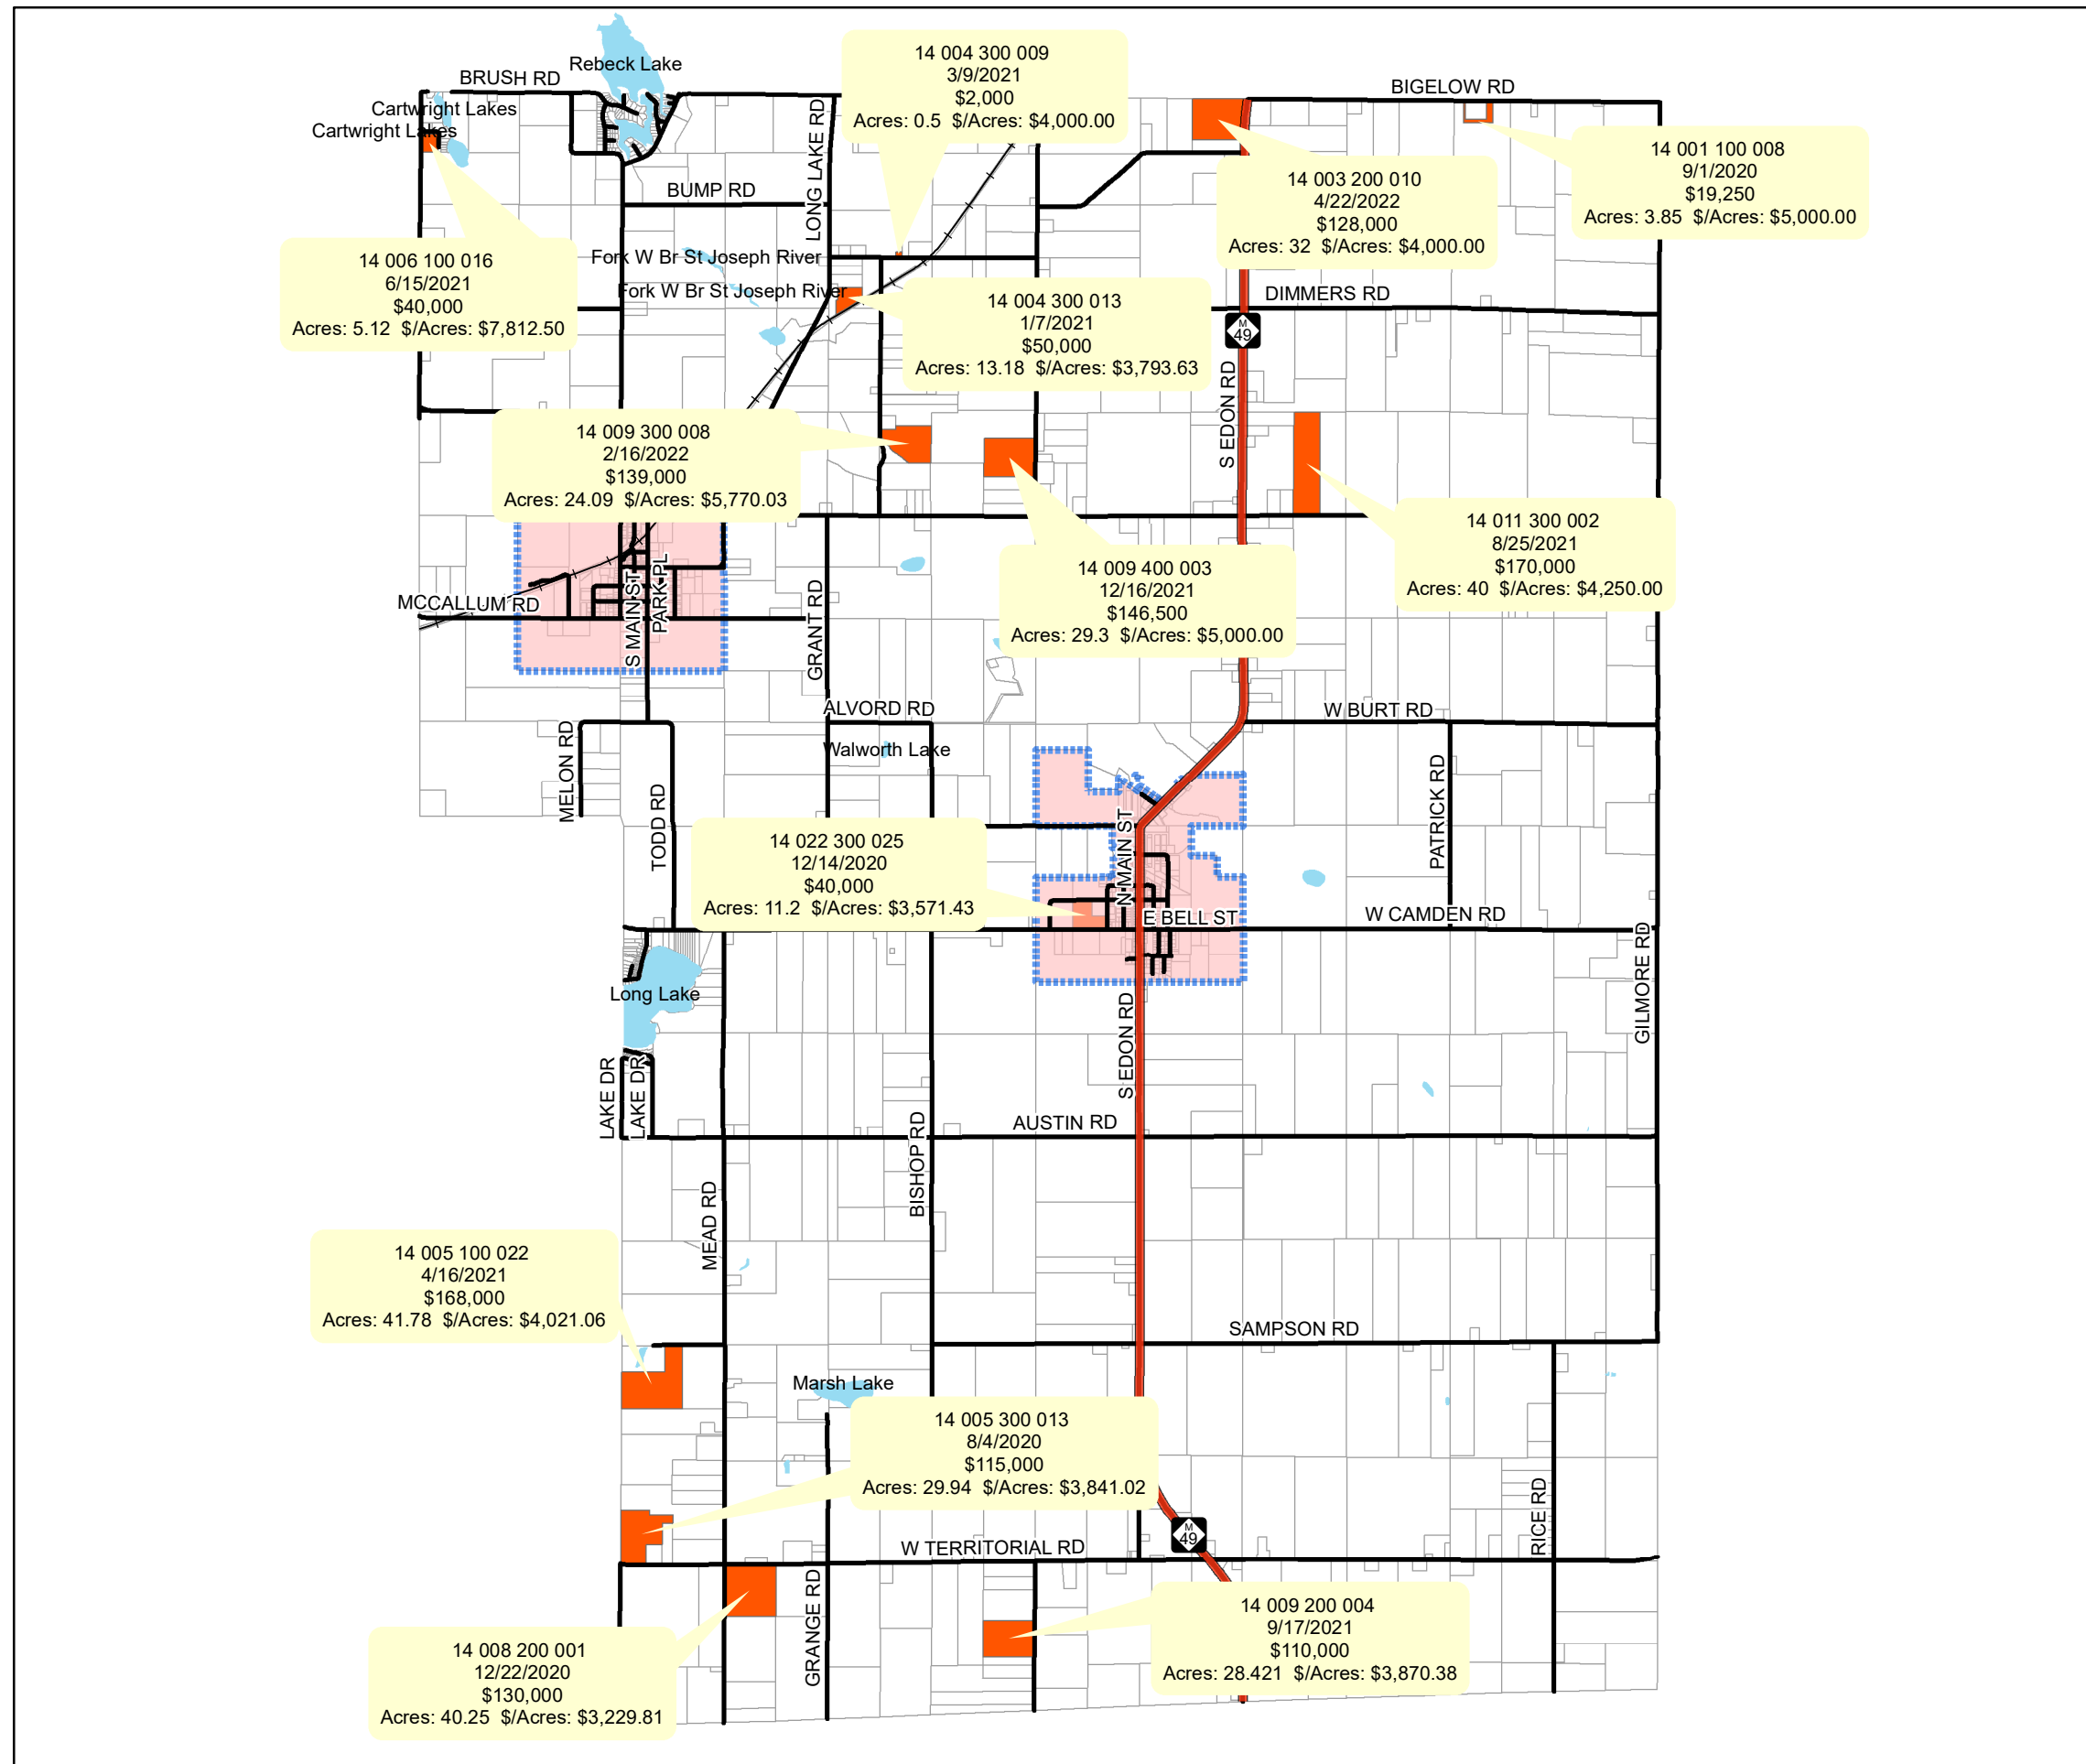 Rebeck Lake
BRUSH RD
Cartwright Lakes
Cartwright Lakes
14 004 300 009
3/9/2021
$2,000
Acres: 0.5 $/Acres: $4,000.00
BIGELOW RD
14 001 100 008
9/1/2020
$19,250
Acres: 3.85 $/Acres: $5,000.00
14 003 200 010
4/22/2022
$128,000
Acres: 32 $/Acres: $4,000.00
BUMP RD
LONG LAKE RD
14 006 100 016
6/15/2021
$40,000
Acres: 5.12 $/Acres: $7,812.50
Fork W Br St Joseph River
Fork W Br St Joseph River
14 004 300 013
1/7/2021
$50,000
Acres: 13.18 $/Acres: $3,793.63
DIMMERS RD
M
49
S EDON RD
14 009 300 008
2/16/2022
$139,000
Acres: 24.09 $/Acres: $5,770.03
14 011 300 002
8/25/2021
$170,000
Acres: 40 $/Acres: $4,250.00
14 009 400 003
12/16/2021
$146,500
Acres: 29.3 $/Acres: $5,000.00
MCCALLUM RD
S MAIN ST
PARK PL
GRANT RD
ALVORD RD
W BURT RD
Walworth Lake
MELON RD
TODD RD
PATRICK RD
N MAIN ST
14 022 300 025
12/14/2020
$40,000
Acres: 11.2 $/Acres: $3,571.43
E BELL ST
W CAMDEN RD
GILMORE RD
Long Lake
S EDON RD
LAKE DR
LAKE DR
AUSTIN RD
BISHOP RD
MEAD RD
14 005 100 022
4/16/2021
$168,000
Acres: 41.78 $/Acres: $4,021.06
SAMPSON RD
Marsh Lake
14 005 300 013
8/4/2020
$115,000
Acres: 29.94 $/Acres: $3,841.02
RICE RD
M
49
W TERRITORIAL RD
GRANGE RD
14 009 200 004
9/17/2021
$110,000
Acres: 28.421 $/Acres: $3,870.38
14 008 200 001
12/22/2020
$130,000
Acres: 40.25 $/Acres: $3,229.81